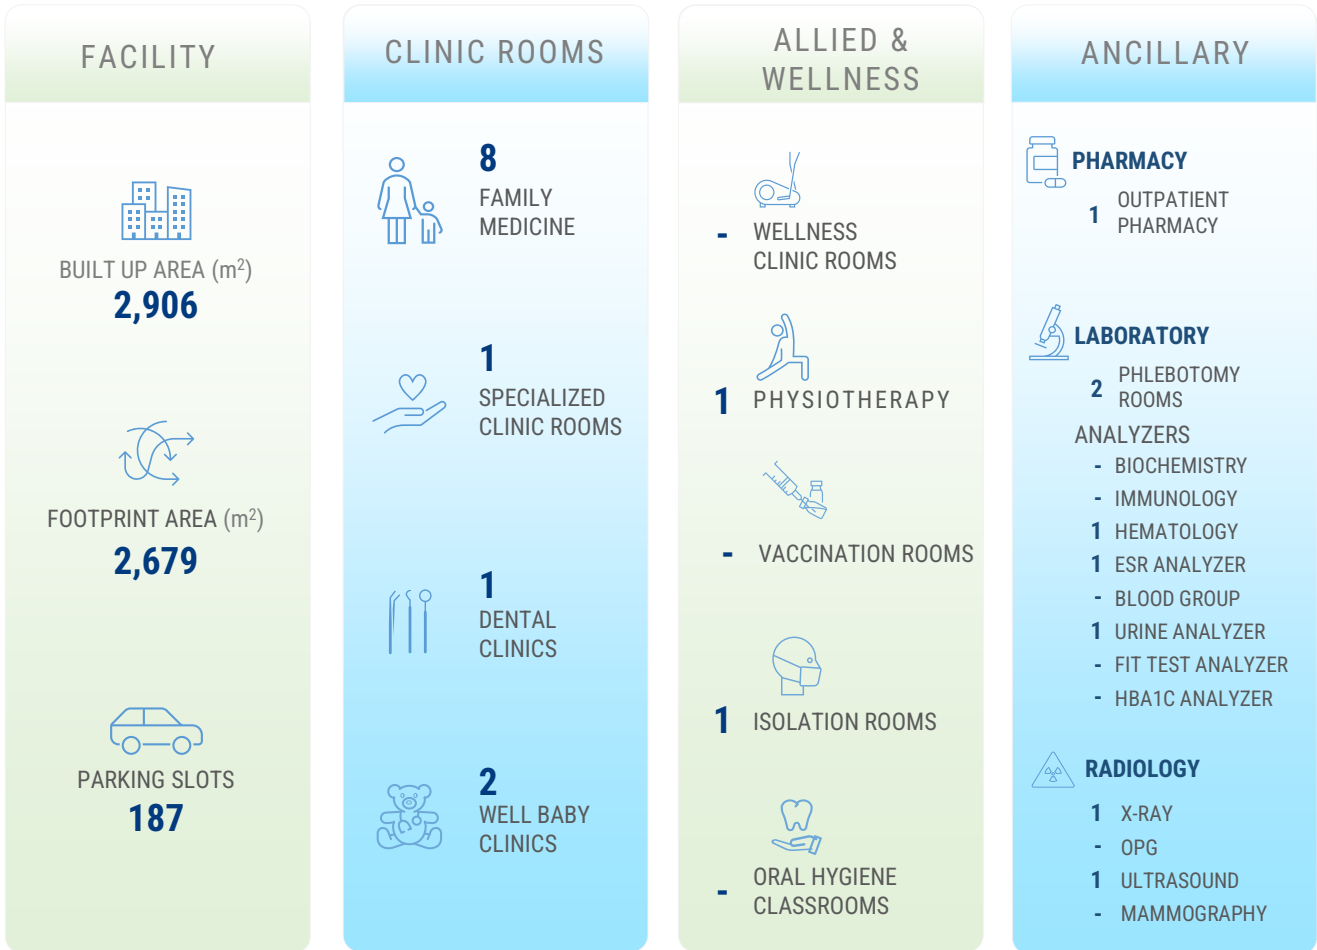 FACILITY
BUILT UP AREA (m²)
2,906
FOOTPRINT AREA (m²)
2,679
PARKING SLOTS
187
CLINIC ROOMS
8
FAMILY
MEDICINE
1
SPECIALIZED
CLINIC ROOMS
1
DENTAL
CLINICS
2
WELL BABY
CLINICS
ALLIED &
WELLNESS
- WELLNESS
CLINIC ROOMS
1 PHYSIOTHERAPY
- VACCINATION ROOMS
1 ISOLATION ROOMS
- ORAL HYGIENE
CLASSROOMS
ANCILLARY
PHARMACY
1 OUTPATIENT
PHARMACY
LABORATORY
2 PHLEBOTOMY
ROOMS
ANALYZERS
- BIOCHEMISTRY
- IMMUNOLOGY
1 HEMATOLOGY
1 ESR ANALYZER
- BLOOD GROUP
1 URINE ANALYZER
- FIT TEST ANALYZER
- HBA1C ANALYZER
RADIOLOGY
1 X-RAY
- OPG
1 ULTRASOUND
- MAMMOGRAPHY